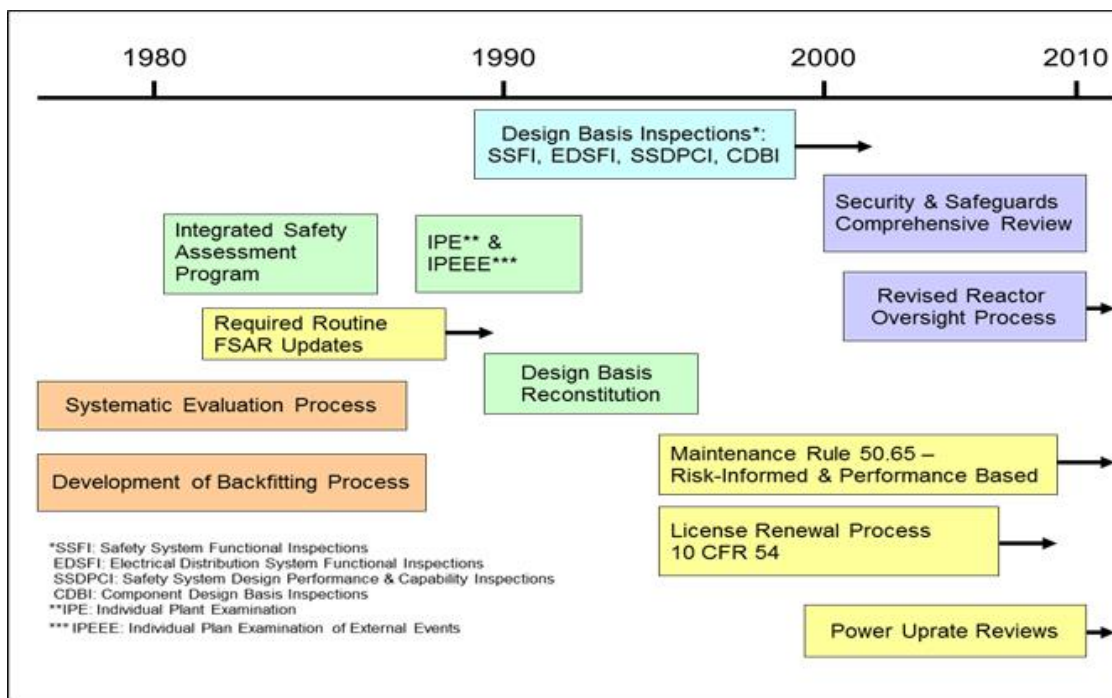 1980 1990 2000 2010
Design Basis Inspections*:
SSFI, EDSFI, SSDPCI, CDBI
Security & Safeguards
Comprehensive Review
Integrated Safety
Assessment
Program
IPE** &
IPEEE***
Revised Reactor
Oversight Process
Required Routine
FSAR Updates
Design Basis
Reconstitution
Systematic Evaluation Process
Maintenance Rule 50.65 –
Risk-Informed & Performance Based
Development of Backfitting Process
License Renewal Process
10 CFR 54
Power Uprate Reviews
*SSFI: Safety System Functional Inspections
EDSFI: Electrical Distribution System Functional Inspections
SSDPCI: Safety System Design Performance & Capability Inspections
CDBI: Component Design Basis Inspections
**IPE: Individual Plant Examination
*** IPEEE: Individual Plan Examination of External Events